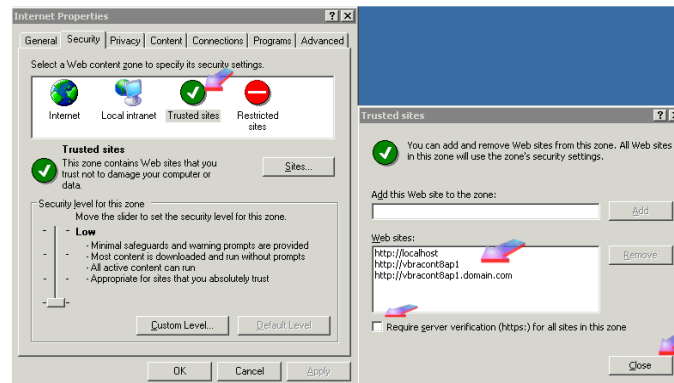 Internet Properties
General Security Privacy Content Connections Programs Advanced
Select a Web content zone to specify its security settings.
Internet Local intranet Trusted sites Restricted
sites
Trusted sites
This zone contains Web sites that you
trust not to damage your computer or
data.
Sites...
Security level for this zone
Move the slider to set the security level for this zone.
Low
- Minimal safeguards and warning prompts are provided
- Most content is downloaded and run without prompts
- All active content can run
- Appropriate for sites that you absolutely trust
Custom Level... Default Level
OK Cancel Apply
Trusted sites
You can add and remove Web sites from this zone. All Web sites
in this zone will use the zone's security settings.
Add this Web site to the zone:
Add
Web sites:
http://localhost
http://vbracont8ap1
http://vbracont8ap1.domain.com
Remove
Require server verification (https:) for all sites in this zone
Close